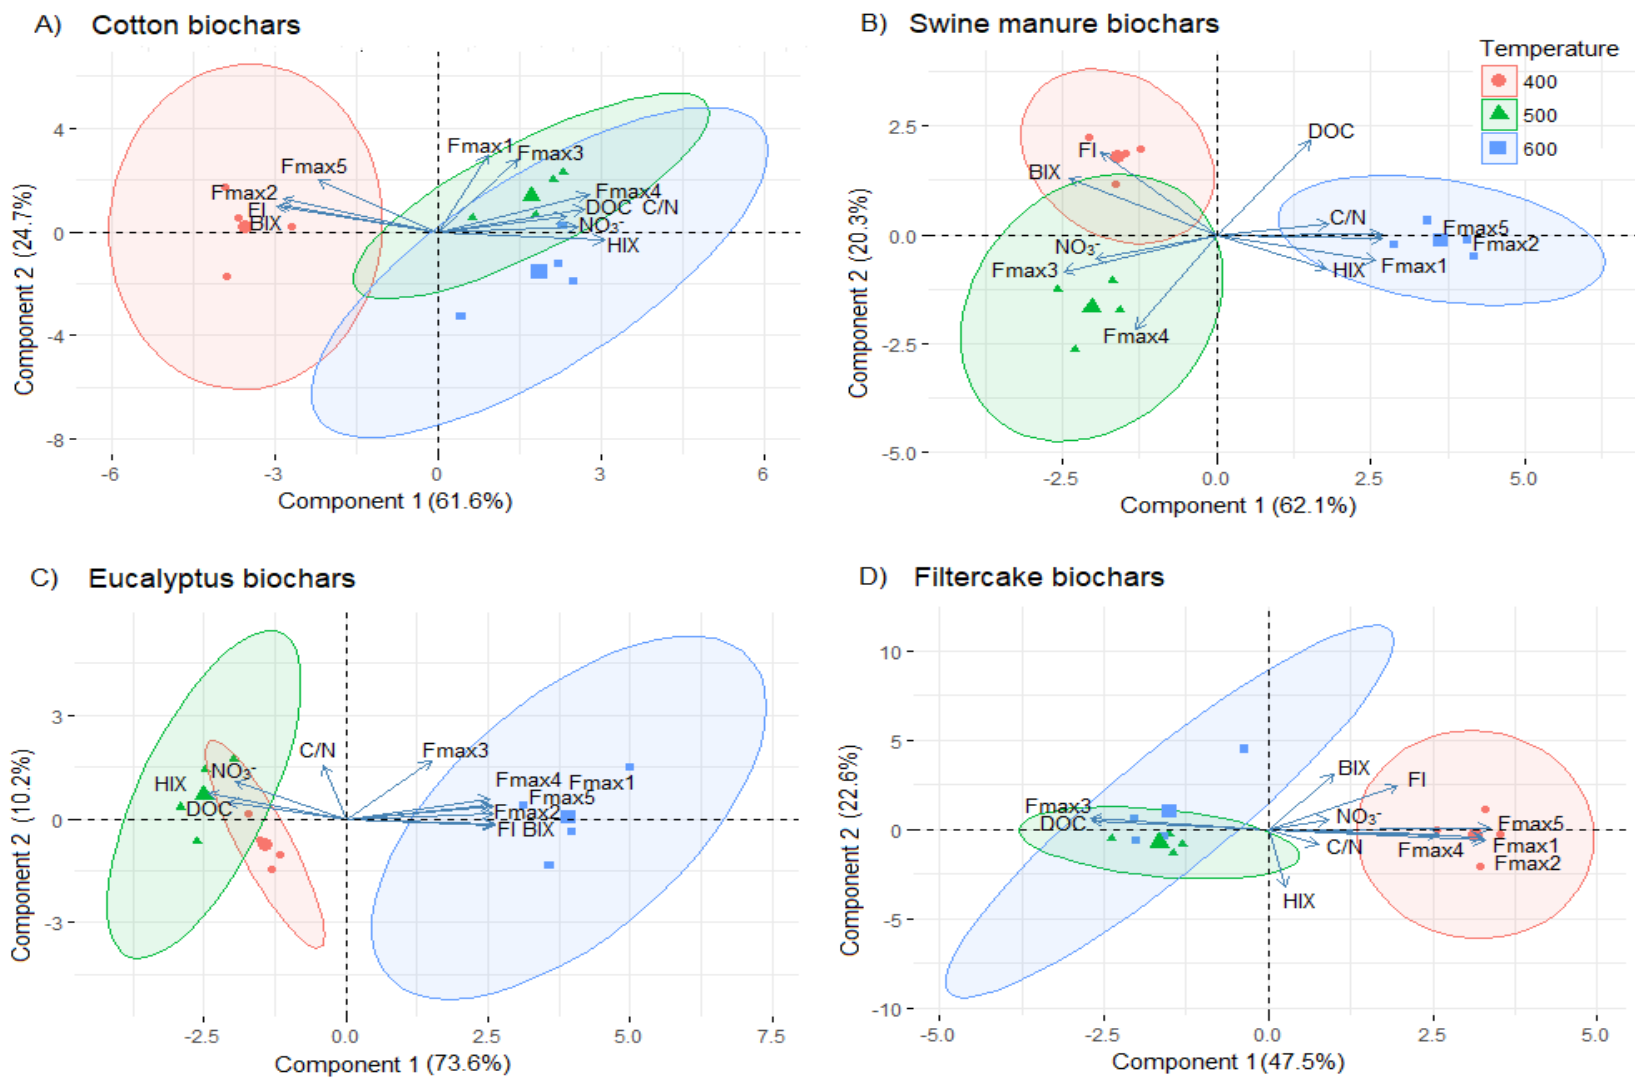 A) Cotton biochars
Component 2 (24.7%)
4
0
-4
-8
Fmax1
Fmax3
Fmax5
Fmax2
FI
BIX
Fmax4
DOC C/N
NO₃⁻
HIX
-6
-3
0
3
6
Component 1 (61.6%)
B) Swine manure biochars
Temperature
400
500
600
Component 2 (20.3%)
2.5
0.0
-2.5
-5.0
DOC
FI
BIX
C/N
NO₃⁻
Fmax3
Fmax5
Fmax2
HIX
Fmax1
Fmax4
-2.5
0.0
2.5
5.0
Component 1 (62.1%)
C) Eucalyptus biochars
Component 2 (10.2%)
3
0
-3
C/N
Fmax3
HIX
NO₃⁻
DOC
Fmax4
Fmax1
Fmax5
Fmax2
FI BIX
-2.5
0.0
2.5
5.0
7.5
Component 1 (73.6%)
D) Filtercake biochars
Component 2 (22.6%)
10
5
0
-5
-10
BIX
FI
Fmax3
DOC
NO₃⁻
C/N
Fmax5
Fmax4
Fmax1
Fmax2
HIX
-5.0
-2.5
0.0
2.5
5.0
Component 1 (47.5%)